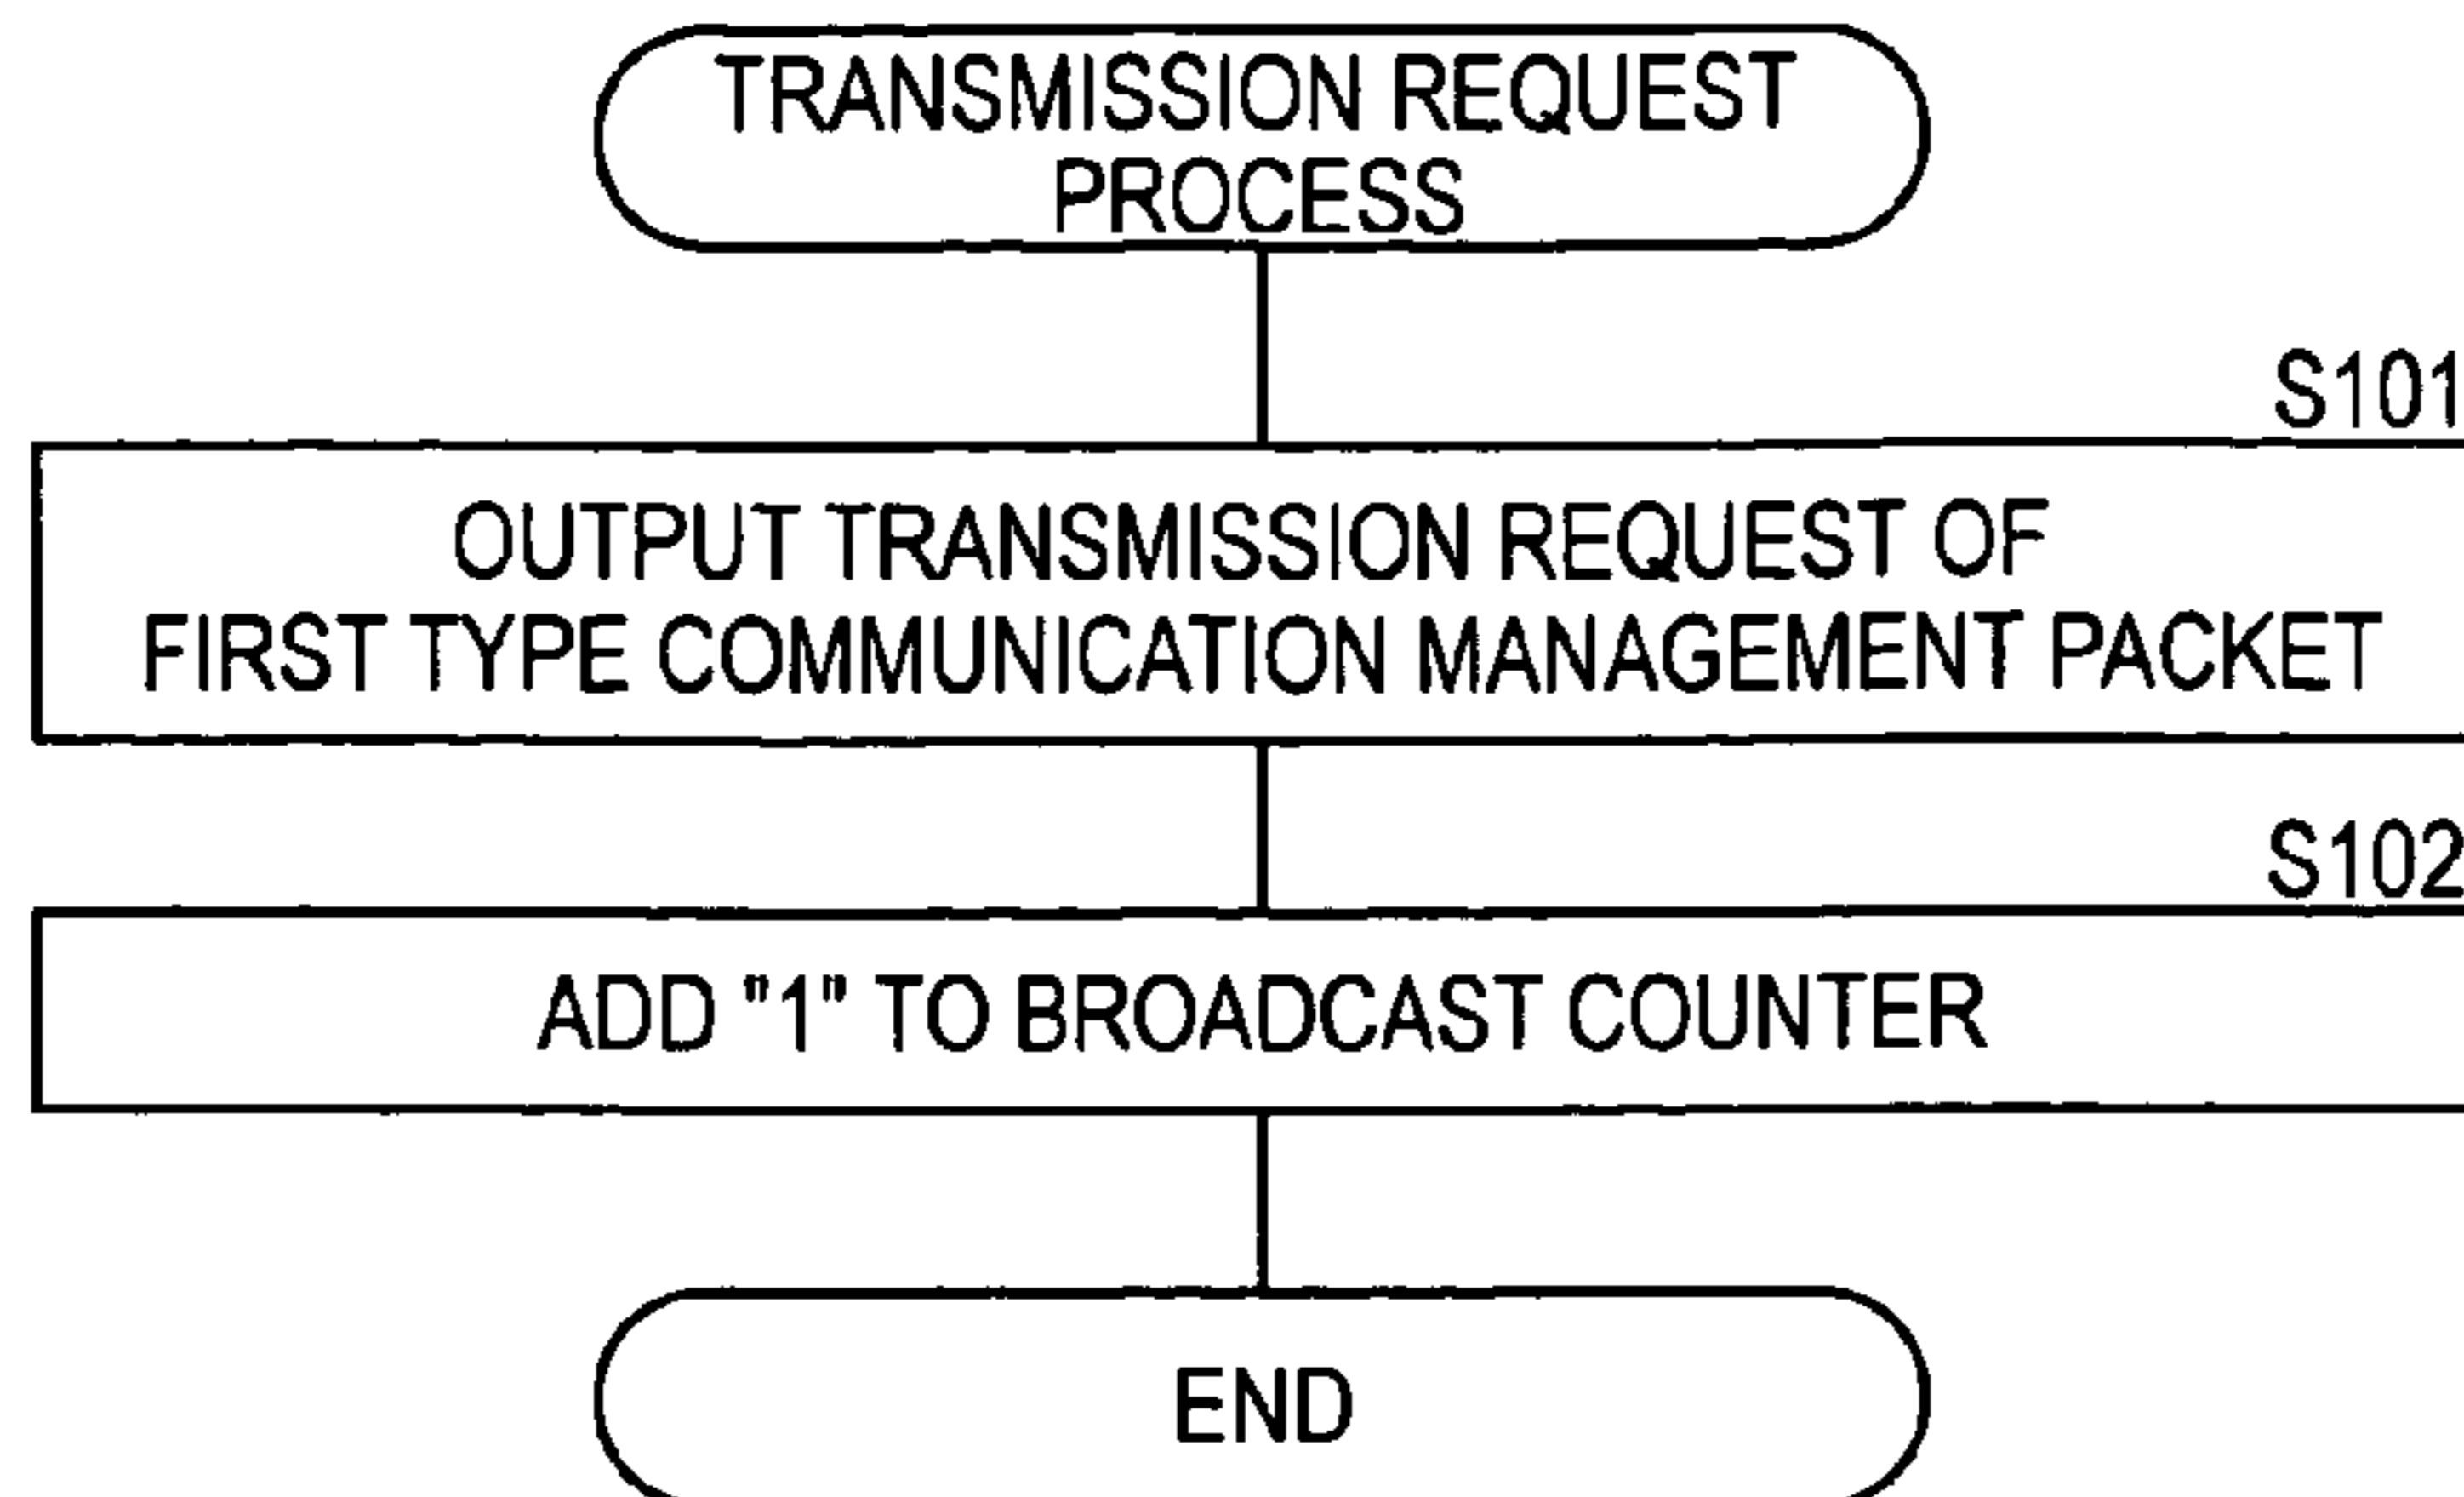 TRANSMISSION REQUEST
PROCESS
S101
OUTPUT TRANSMISSION REQUEST OF
FIRST TYPE COMMUNICATION MANAGEMENT PACKET
S102
ADD "1" TO BROADCAST COUNTER
END